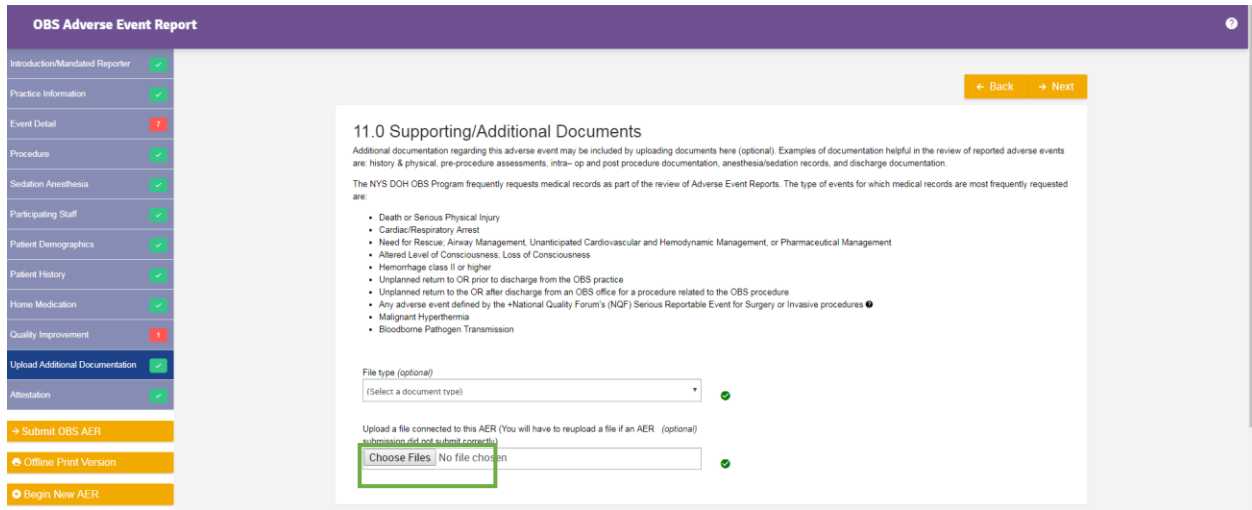 OBS Adverse Event Report
?
Introduction/Mandated Reporter
Practice Information
Event Detail 7
Procedure
Sedation Anesthesia
Participating Staff
Patient Demographics
Patient History
Home Medication
Quality Improvement 1
Upload Additional Documentation
Attestation
Submit OBS AER
Offline Print Version
Begin New AER
Back Next
11.0 Supporting/Additional Documents
Additional documentation regarding this adverse event may be included by uploading documents here (optional). Examples of documentation helpful in the review of reported adverse events
are: history & physical, pre-procedure assessments, intra– op and post procedure documentation, anesthesia/sedation records, and discharge documentation.
The NYS DOH OBS Program frequently requests medical records as part of the review of Adverse Event Reports. The type of events for which medical records are most frequently requested
are:
• Death or Serious Physical Injury
• Cardiac/Respiratory Arrest
• Need for Rescue; Airway Management, Unanticipated Cardiovascular and Hemodynamic Management, or Pharmaceutical Management
• Altered Level of Consciousness; Loss of Consciousness
• Hemorrhage class II or higher
• Unplanned return to OR prior to discharge from the OBS practice
• Unplanned return to the OR after discharge from an OBS office for a procedure related to the OBS procedure
• Any adverse event defined by the +National Quality Forum's (NQF) Serious Reportable Event for Surgery or Invasive procedures ?
• Malignant Hyperthermia
• Bloodborne Pathogen Transmission
File type (optional)
(Select a document type)
Upload a file connected to this AER (You will have to reupload a file if an AER (optional)
submission did not submit correctly)
Choose Files No file chosen